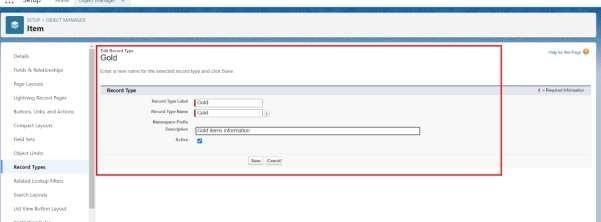 Setup Home Object Manager
SETUP > OBJECT MANAGER
Item
Details
Fields & Relationships
Page Layouts
Lightning Record Pages
Buttons, Links, and Actions
Compact Layouts
Field Sets
Object Limits
Record Types
Related Lookup Filters
Search Layouts
List View Button Layout
Edit Record Type
Gold
Help for this Page
Enter a new name for the selected record type and click Save.
Record Type
= Required Information
Record Type Label Gold
Record Type Name Gold i
Namespace Prefix
Description Gold items information
Active
Save Cancel